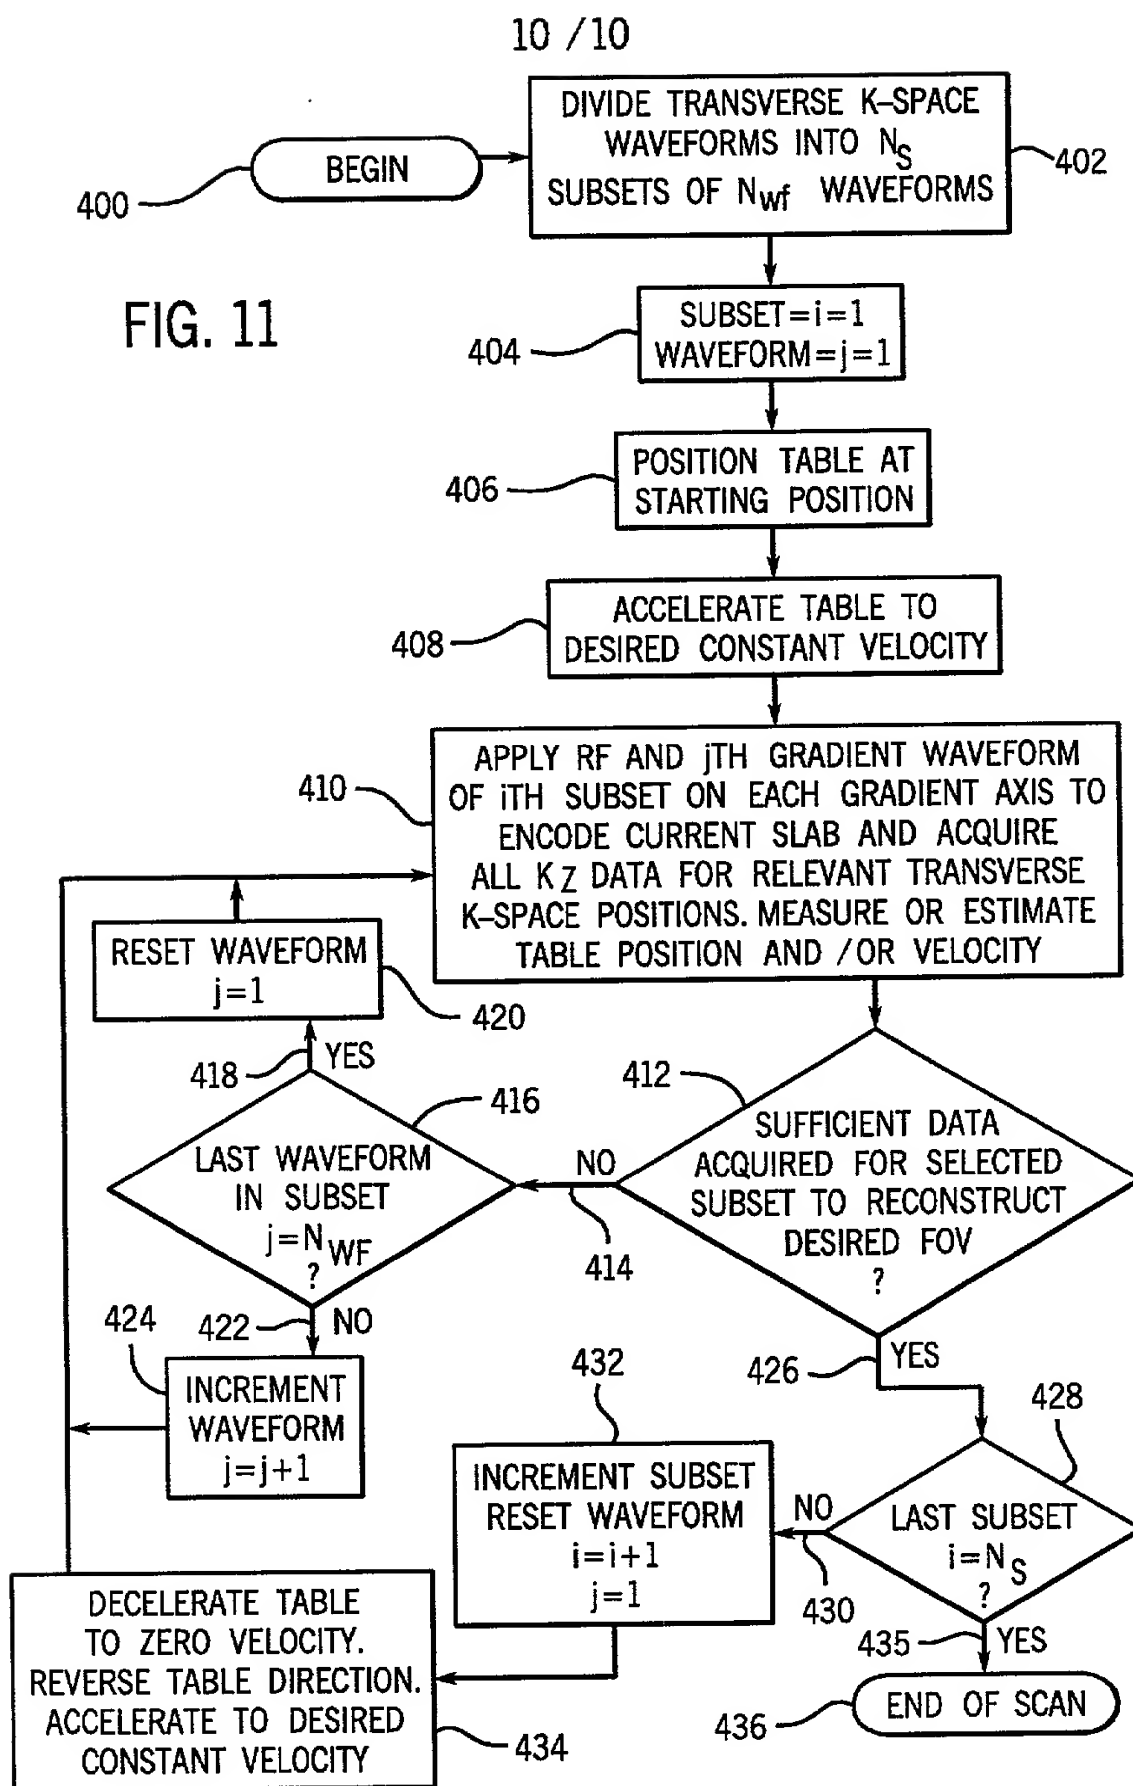 10 /10
BEGIN
400
DIVIDE TRANSVERSE K–SPACE
WAVEFORMS INTO NS
SUBSETS OF Nwf WAVEFORMS
402
FIG. 11
SUBSET=i=1
WAVEFORM=j=1
404
POSITION TABLE AT
STARTING POSITION
406
ACCELERATE TABLE TO
DESIRED CONSTANT VELOCITY
408
APPLY RF AND jTH GRADIENT WAVEFORM
OF iTH SUBSET ON EACH GRADIENT AXIS TO
ENCODE CURRENT SLAB AND ACQUIRE
ALL KZ DATA FOR RELEVANT TRANSVERSE
K–SPACE POSITIONS. MEASURE OR ESTIMATE
TABLE POSITION AND /OR VELOCITY
410
RESET WAVEFORM
j=1
420
418
YES
416
LAST WAVEFORM
IN SUBSET
j=NWF
?
412
SUFFICIENT DATA
ACQUIRED FOR SELECTED
SUBSET TO RECONSTRUCT
DESIRED FOV
?
NO
414
422
NO
424
INCREMENT
WAVEFORM
j=j+1
426
YES
432
428
INCREMENT SUBSET
RESET WAVEFORM
i=i+1
j=1
NO
430
LAST SUBSET
i=NS
?
435
YES
DECELERATE TABLE
TO ZERO VELOCITY.
REVERSE TABLE DIRECTION.
ACCELERATE TO DESIRED
CONSTANT VELOCITY
434
END OF SCAN
436